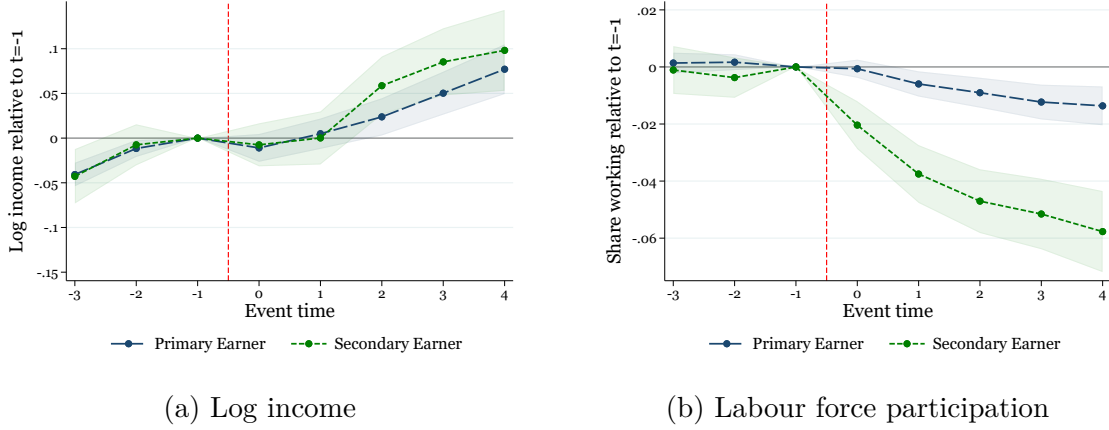 Log income relative to t=-1
.1
.05
0
-.05
-.1
-.15
-3 -2 -1 0 1 2 3 4
Event time
Primary Earner Secondary Earner
(a) Log income
Share working relative to t=-1
.02
0
-.02
-.04
-.06
-3 -2 -1 0 1 2 3 4
Event time
Primary Earner Secondary Earner
(b) Labour force participation